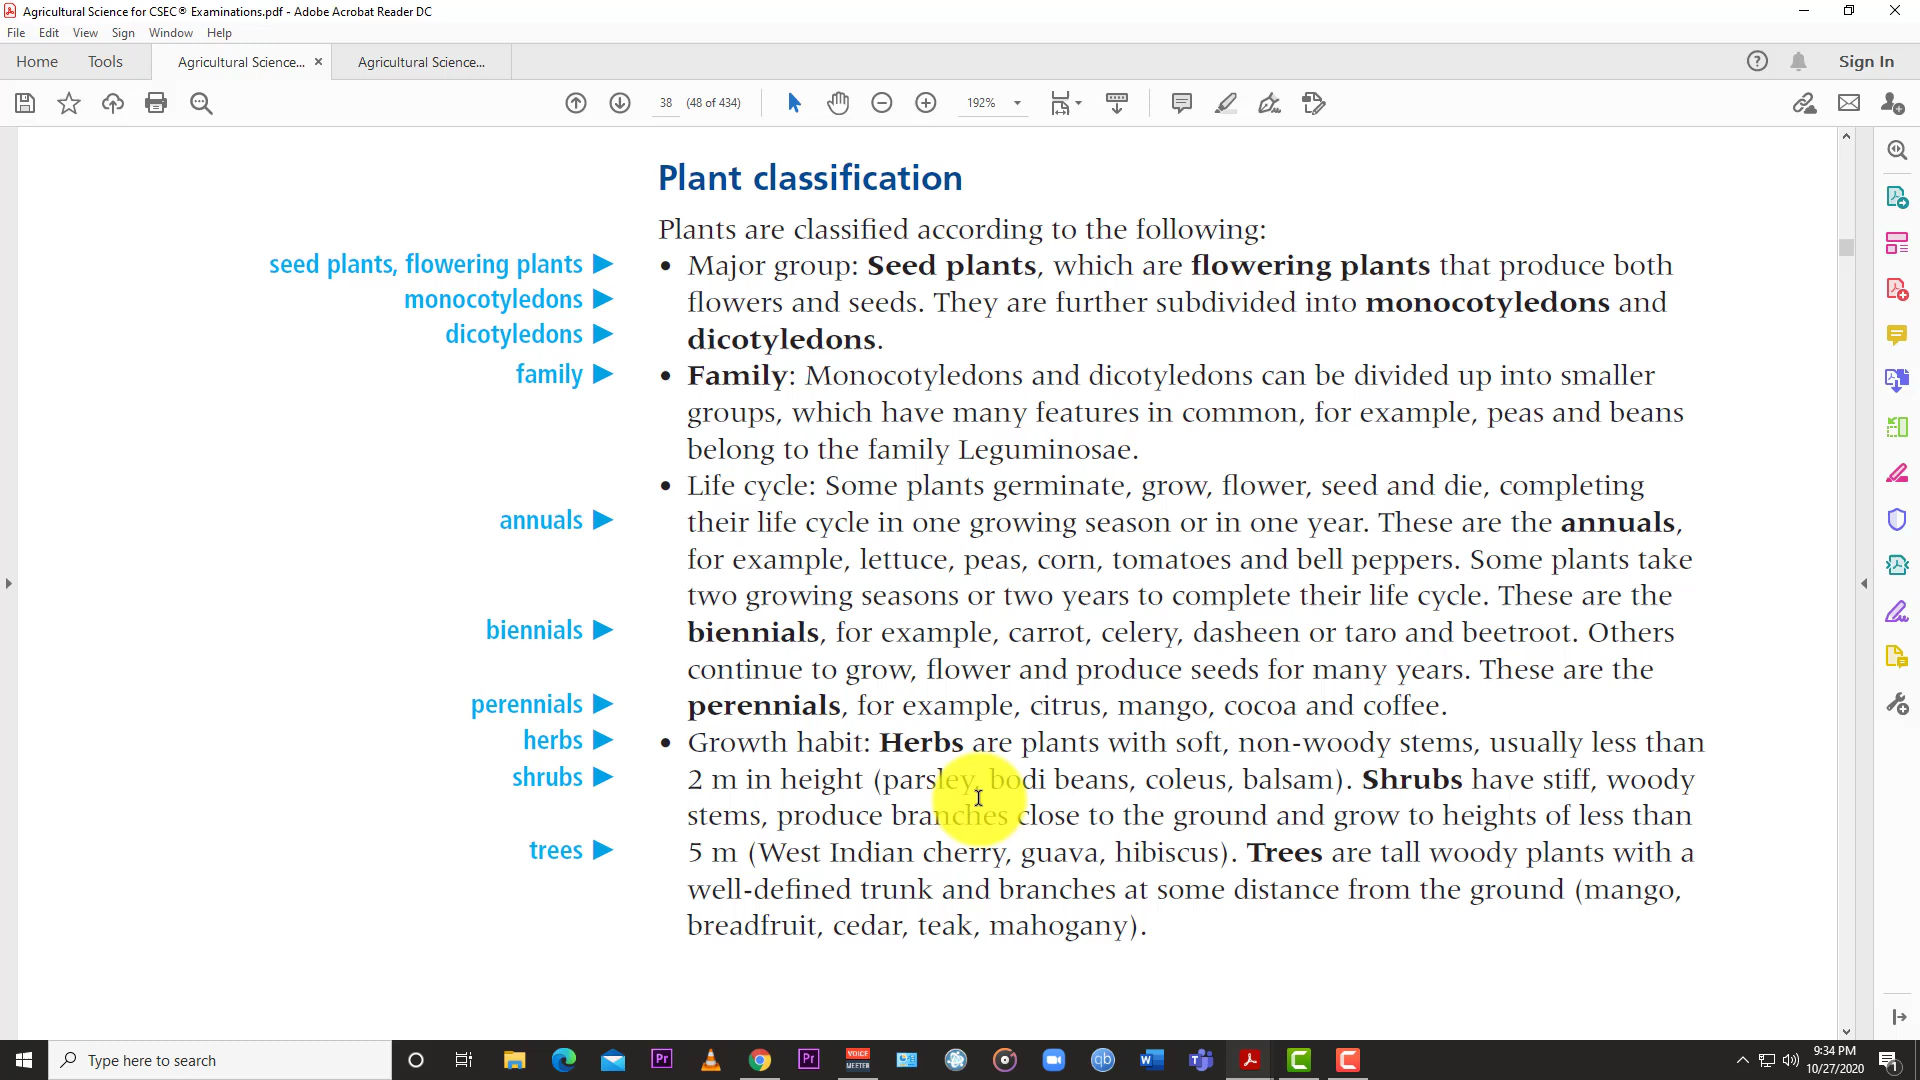 Agricultural Science for CSEC® Examinations.pdf - Adobe Acrobat Reader DC
File Edit View Sign Window Help
Home Tools Agricultural Science... × Agricultural Science... Sign In
38 (48 of 434) 192%
Plant classification
Plants are classified according to the following:
seed plants, flowering plants ▶ • Major group: Seed plants, which are flowering plants that produce both
monocotyledons ▶ flowers and seeds. They are further subdivided into monocotyledons and
dicotyledons ▶ dicotyledons.
family ▶ • Family: Monocotyledons and dicotyledons can be divided up into smaller
groups, which have many features in common, for example, peas and beans
belong to the family Leguminosae.
• Life cycle: Some plants germinate, grow, flower, seed and die, completing
annuals ▶ their life cycle in one growing season or in one year. These are the annuals,
for example, lettuce, peas, corn, tomatoes and bell peppers. Some plants take
two growing seasons or two years to complete their life cycle. These are the
biennials ▶ biennials, for example, carrot, celery, dasheen or taro and beetroot. Others
continue to grow, flower and produce seeds for many years. These are the
perennials ▶ perennials, for example, citrus, mango, cocoa and coffee.
herbs ▶ • Growth habit: Herbs are plants with soft, non-woody stems, usually less than
shrubs ▶ 2 m in height (parsley, bodi beans, coleus, balsam). Shrubs have stiff, woody
stems, produce branches close to the ground and grow to heights of less than
trees ▶ 5 m (West Indian cherry, guava, hibiscus). Trees are tall woody plants with a
well-defined trunk and branches at some distance from the ground (mango,
breadfruit, cedar, teak, mahogany).
Type here to search Pr Pr VOICE MEETER qb W T C C 9:34 PM
10/27/2020 1